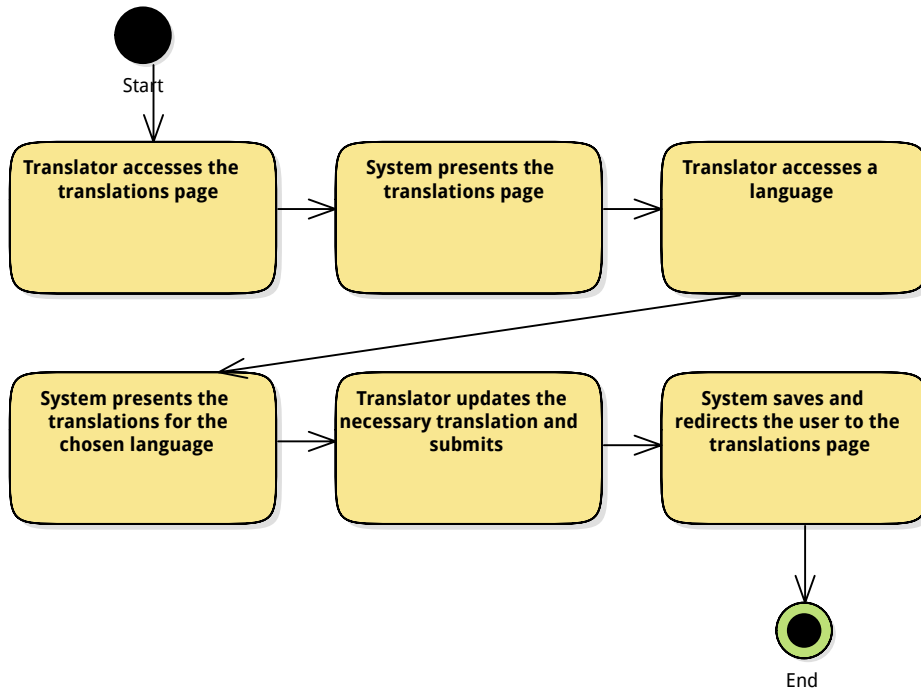 Start
Translator accesses the
translations page
System presents the
translations page
Translator accesses a
language
System presents the
translations for the
chosen language
Translator updates the
necessary translation and
submits
System saves and
redirects the user to the
translations page
End